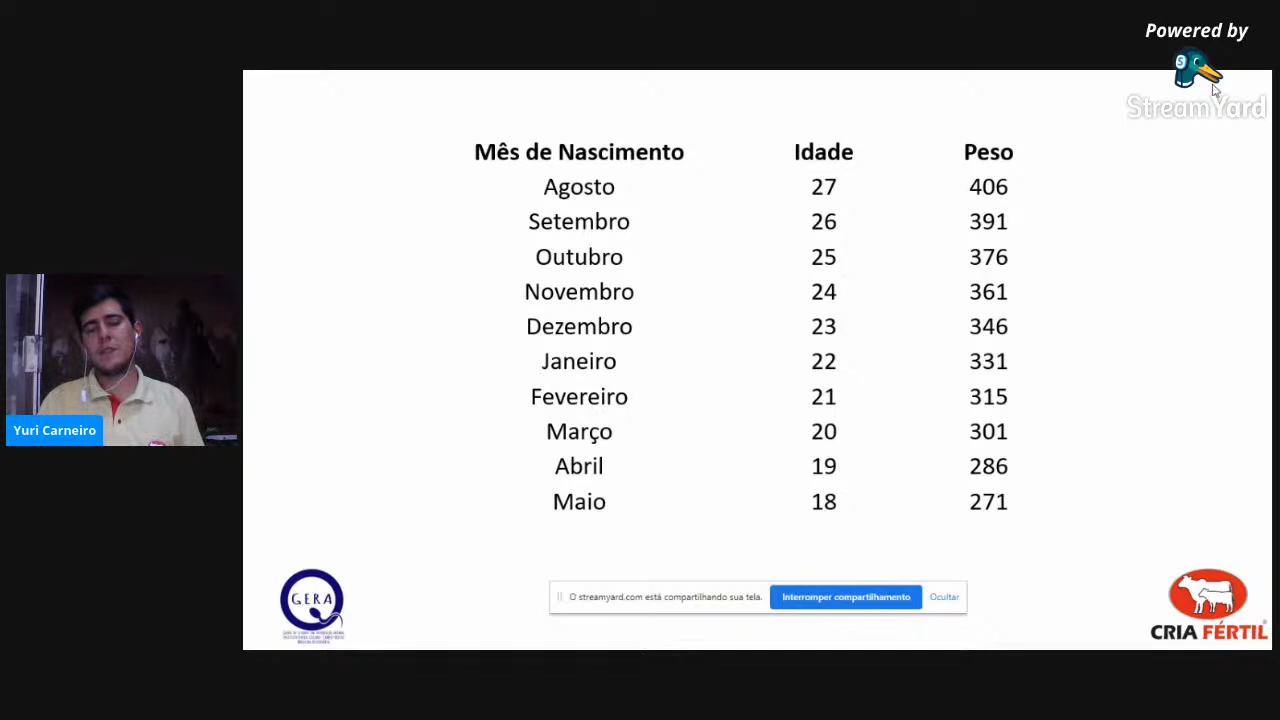 Powered by
StreamYard
Mês de Nascimento Idade Peso
Agosto 27 406
Setembro 26 391
Outubro 25 376
Novembro 24 361
Dezembro 23 346
Janeiro 22 331
Fevereiro 21 315
Março 20 301
Abril 19 286
Maio 18 271
Yuri Carneiro
GERA
O streamyard.com está compartilhando sua tela. Interromper compartilhamento Ocultar
CRIA FÉRTIL